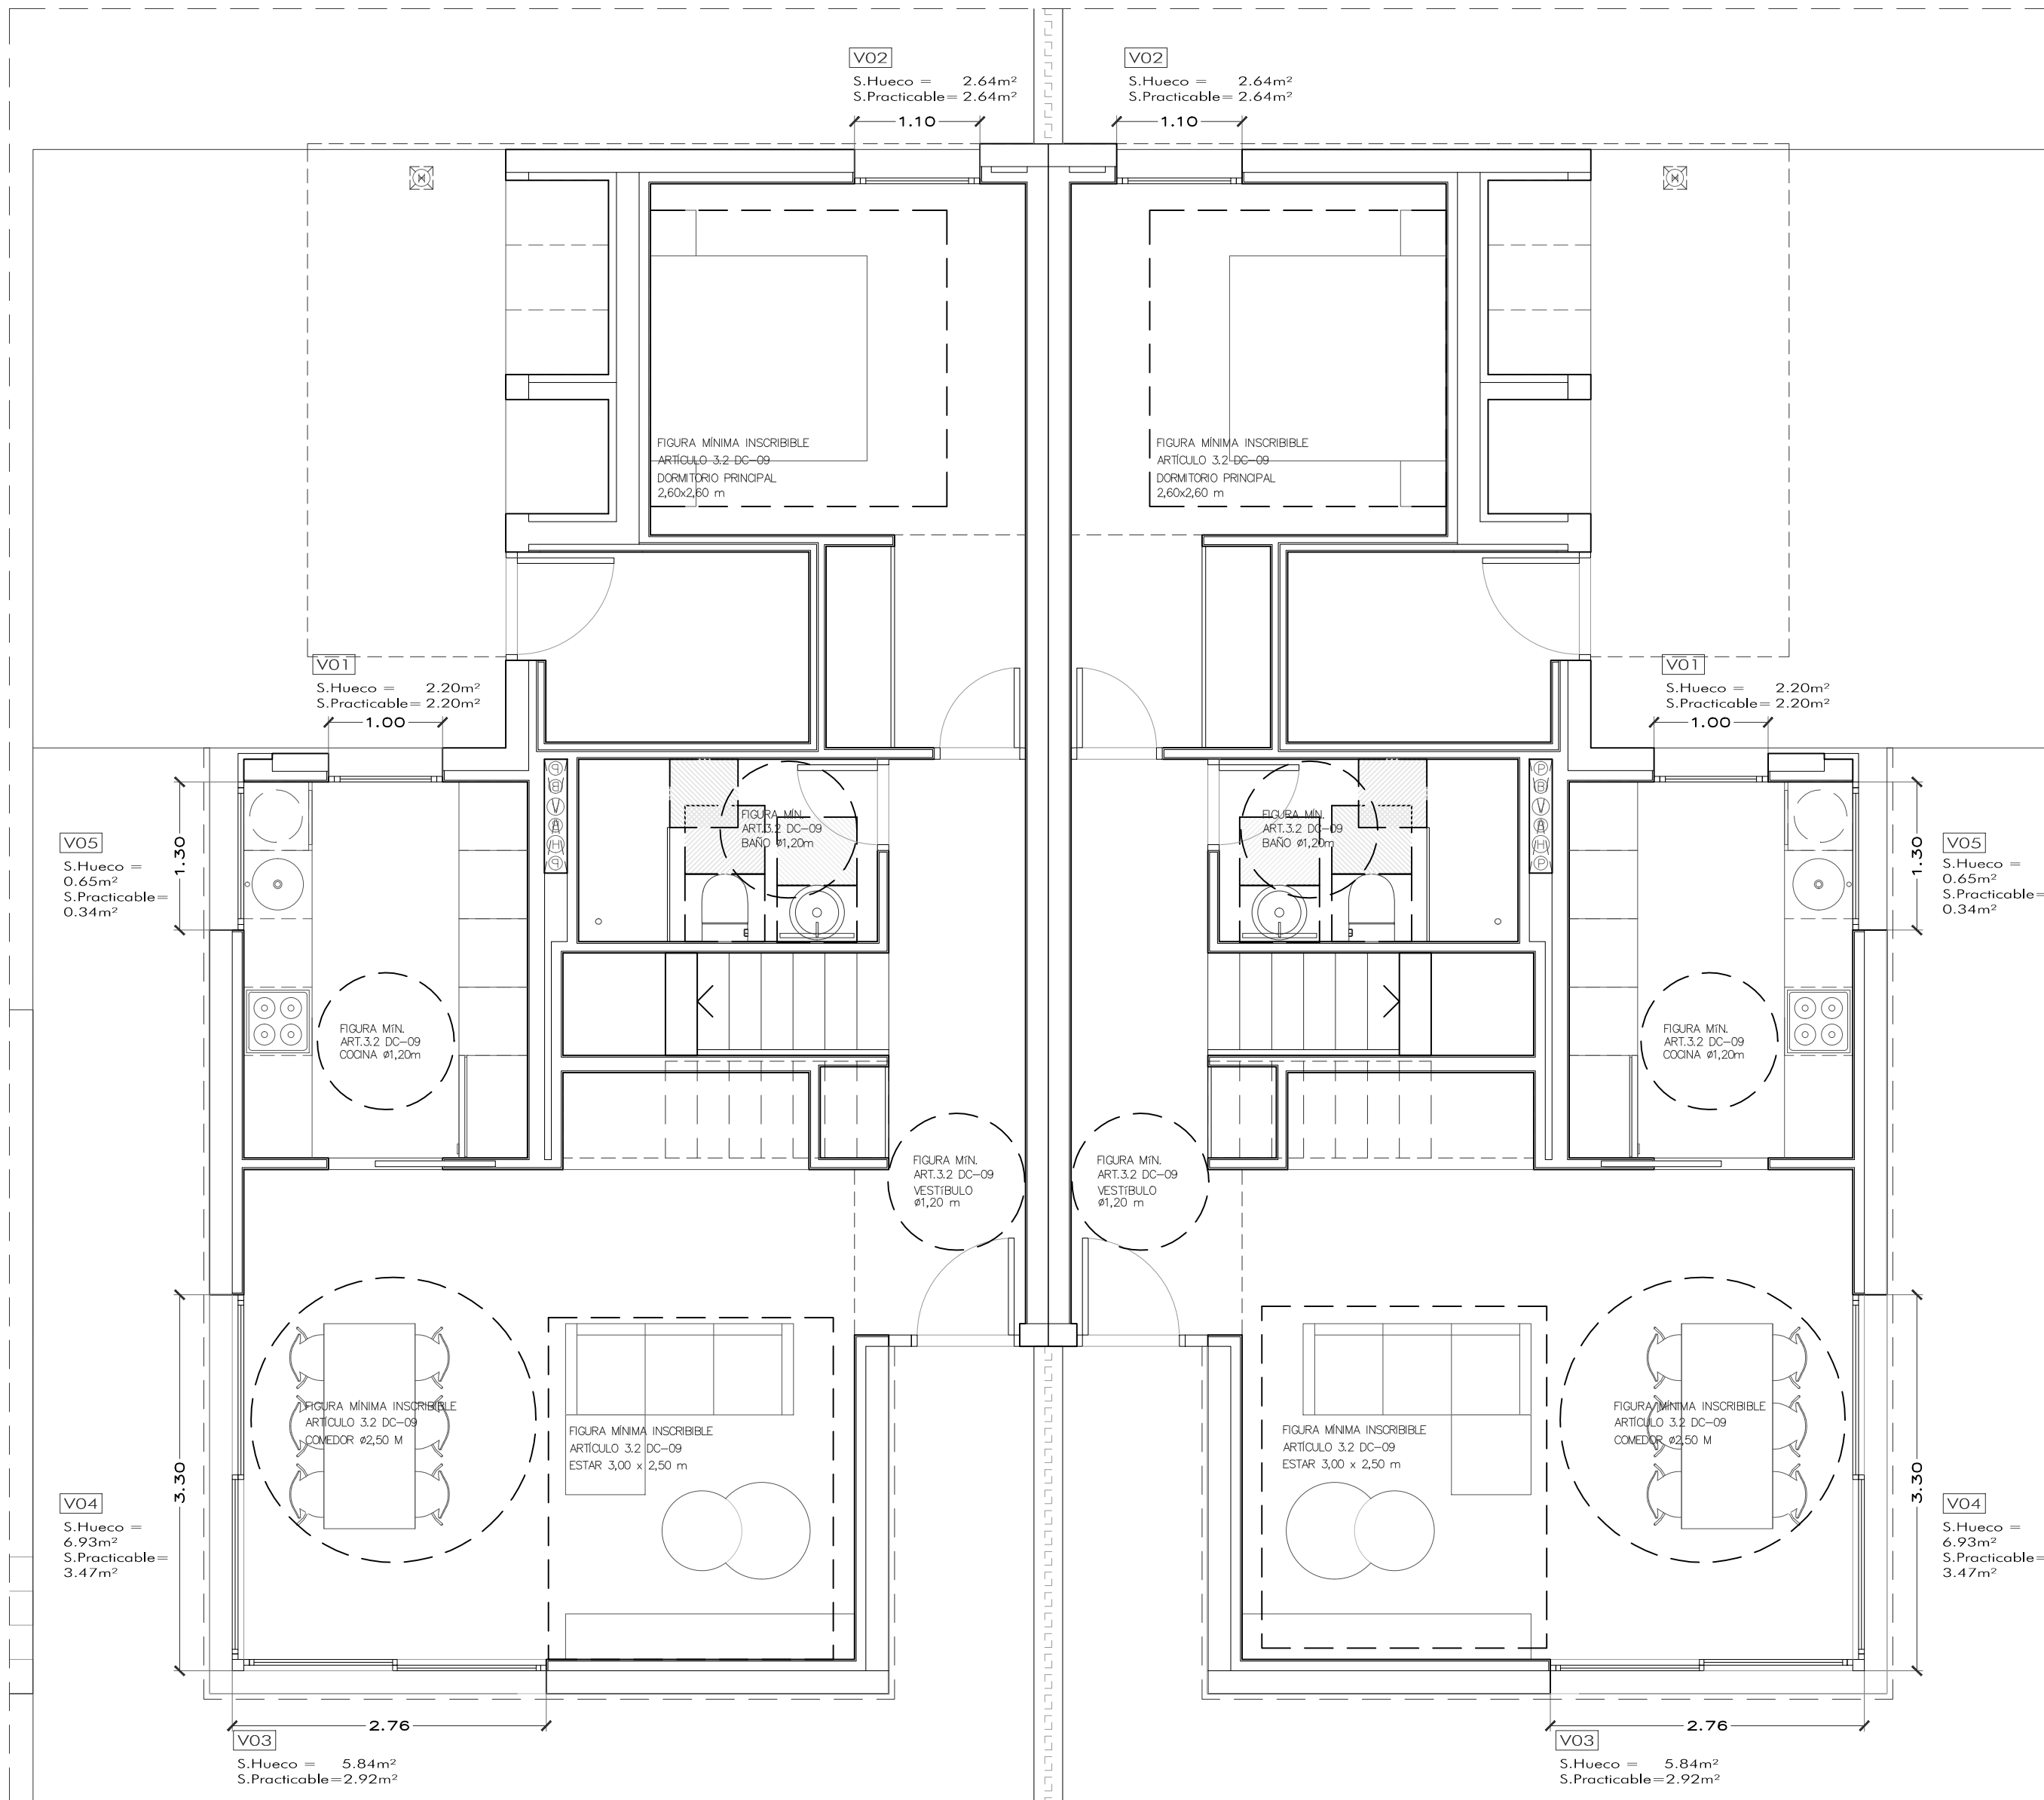 V02
S.Hueco = 2.64m²
S.Practicable= 2.64m²
1.10
V02
S.Hueco = 2.64m²
S.Practicable= 2.64m²
1.10
FIGURA MÍNIMA INSCRIBIBLE
ARTÍCULO 3.2 DC-09
DORMITORIO PRINCIPAL
2,60x2,60 m
FIGURA MÍNIMA INSCRIBIBLE
ARTÍCULO 3.2 DC-09
DORMITORIO PRINCIPAL
2,60x2,60 m
V01
S.Hueco = 2.20m²
S.Practicable= 2.20m²
1.00
V01
S.Hueco = 2.20m²
S.Practicable= 2.20m²
1.00
V05
S.Hueco =
0.65m²
S.Practicable=
0.34m²
1.30
FIGURA MÍN.
ART.3.2 DC-09
BAÑO ø1,20m
FIGURA MÍN.
ART.3.2 DC-09
BAÑO ø1,20m
P
B
V
A
H
P
1.30
V05
S.Hueco =
0.65m²
S.Practicable=
0.34m²
FIGURA MÍN.
ART.3.2 DC-09
COCINA ø1,20m
FIGURA MÍN.
ART.3.2 DC-09
COCINA ø1,20m
FIGURA MÍN.
ART.3.2 DC-09
VESTÍBULO
ø1,20 m
FIGURA MÍN.
ART.3.2 DC-09
VESTÍBULO
ø1,20 m
FIGURA MÍNIMA INSCRIBIBLE
ARTÍCULO 3.2 DC-09
COMEDOR ø2,50 M
FIGURA MÍNIMA INSCRIBIBLE
ARTÍCULO 3.2 DC-09
ESTAR 3,00 x 2,50 m
FIGURA MÍNIMA INSCRIBIBLE
ARTÍCULO 3.2 DC-09
ESTAR 3,00 x 2,50 m
FIGURA MÍNIMA INSCRIBIBLE
ARTÍCULO 3.2 DC-09
COMEDOR ø2,50 M
V04
S.Hueco =
6.93m²
S.Practicable=
3.47m²
3.30
3.30
V04
S.Hueco =
6.93m²
S.Practicable=
3.47m²
2.76
V03
S.Hueco = 5.84m²
S.Practicable=2.92m²
2.76
V03
S.Hueco = 5.84m²
S.Practicable=2.92m²